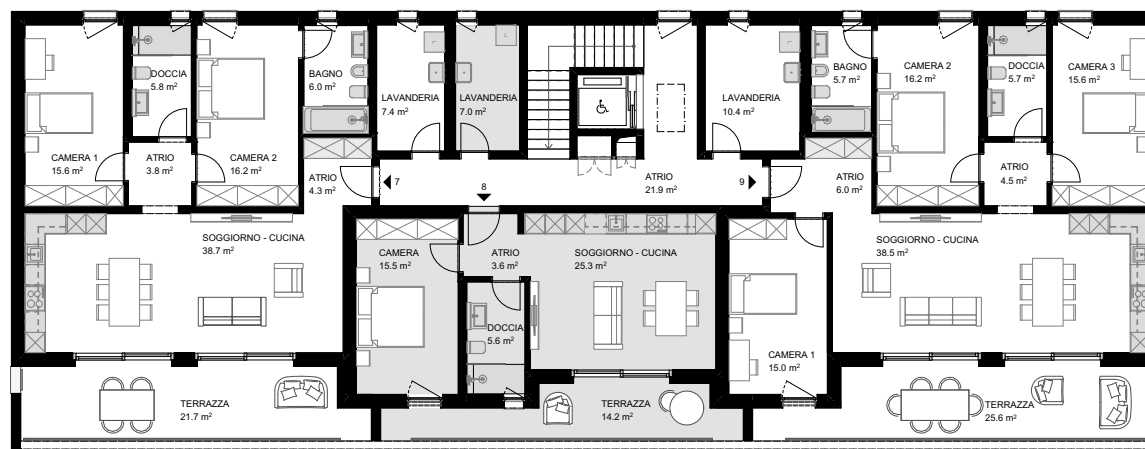 DOCCIA
5.8 m²
BAGNO
6.0 m²
LAVANDERIA
7.4 m²
LAVANDERIA
7.0 m²
LAVANDERIA
10.4 m²
BAGNO
5.7 m²
CAMERA 2
16.2 m²
DOCCIA
5.7 m²
CAMERA 3
15.6 m²
CAMERA 1
15.6 m²
ATRIO
3.8 m²
CAMERA 2
16.2 m²
ATRIO
4.3 m²
7
8
ATRIO
21.9 m²
9
ATRIO
6.0 m²
ATRIO
4.5 m²
SOGGIORNO - CUCINA
38.7 m²
CAMERA
15.5 m²
ATRIO
3.6 m²
SOGGIORNO - CUCINA
25.3 m²
SOGGIORNO - CUCINA
38.5 m²
DOCCIA
5.6 m²
CAMERA 1
15.0 m²
TERRAZZA
21.7 m²
TERRAZZA
14.2 m²
TERRAZZA
25.6 m²